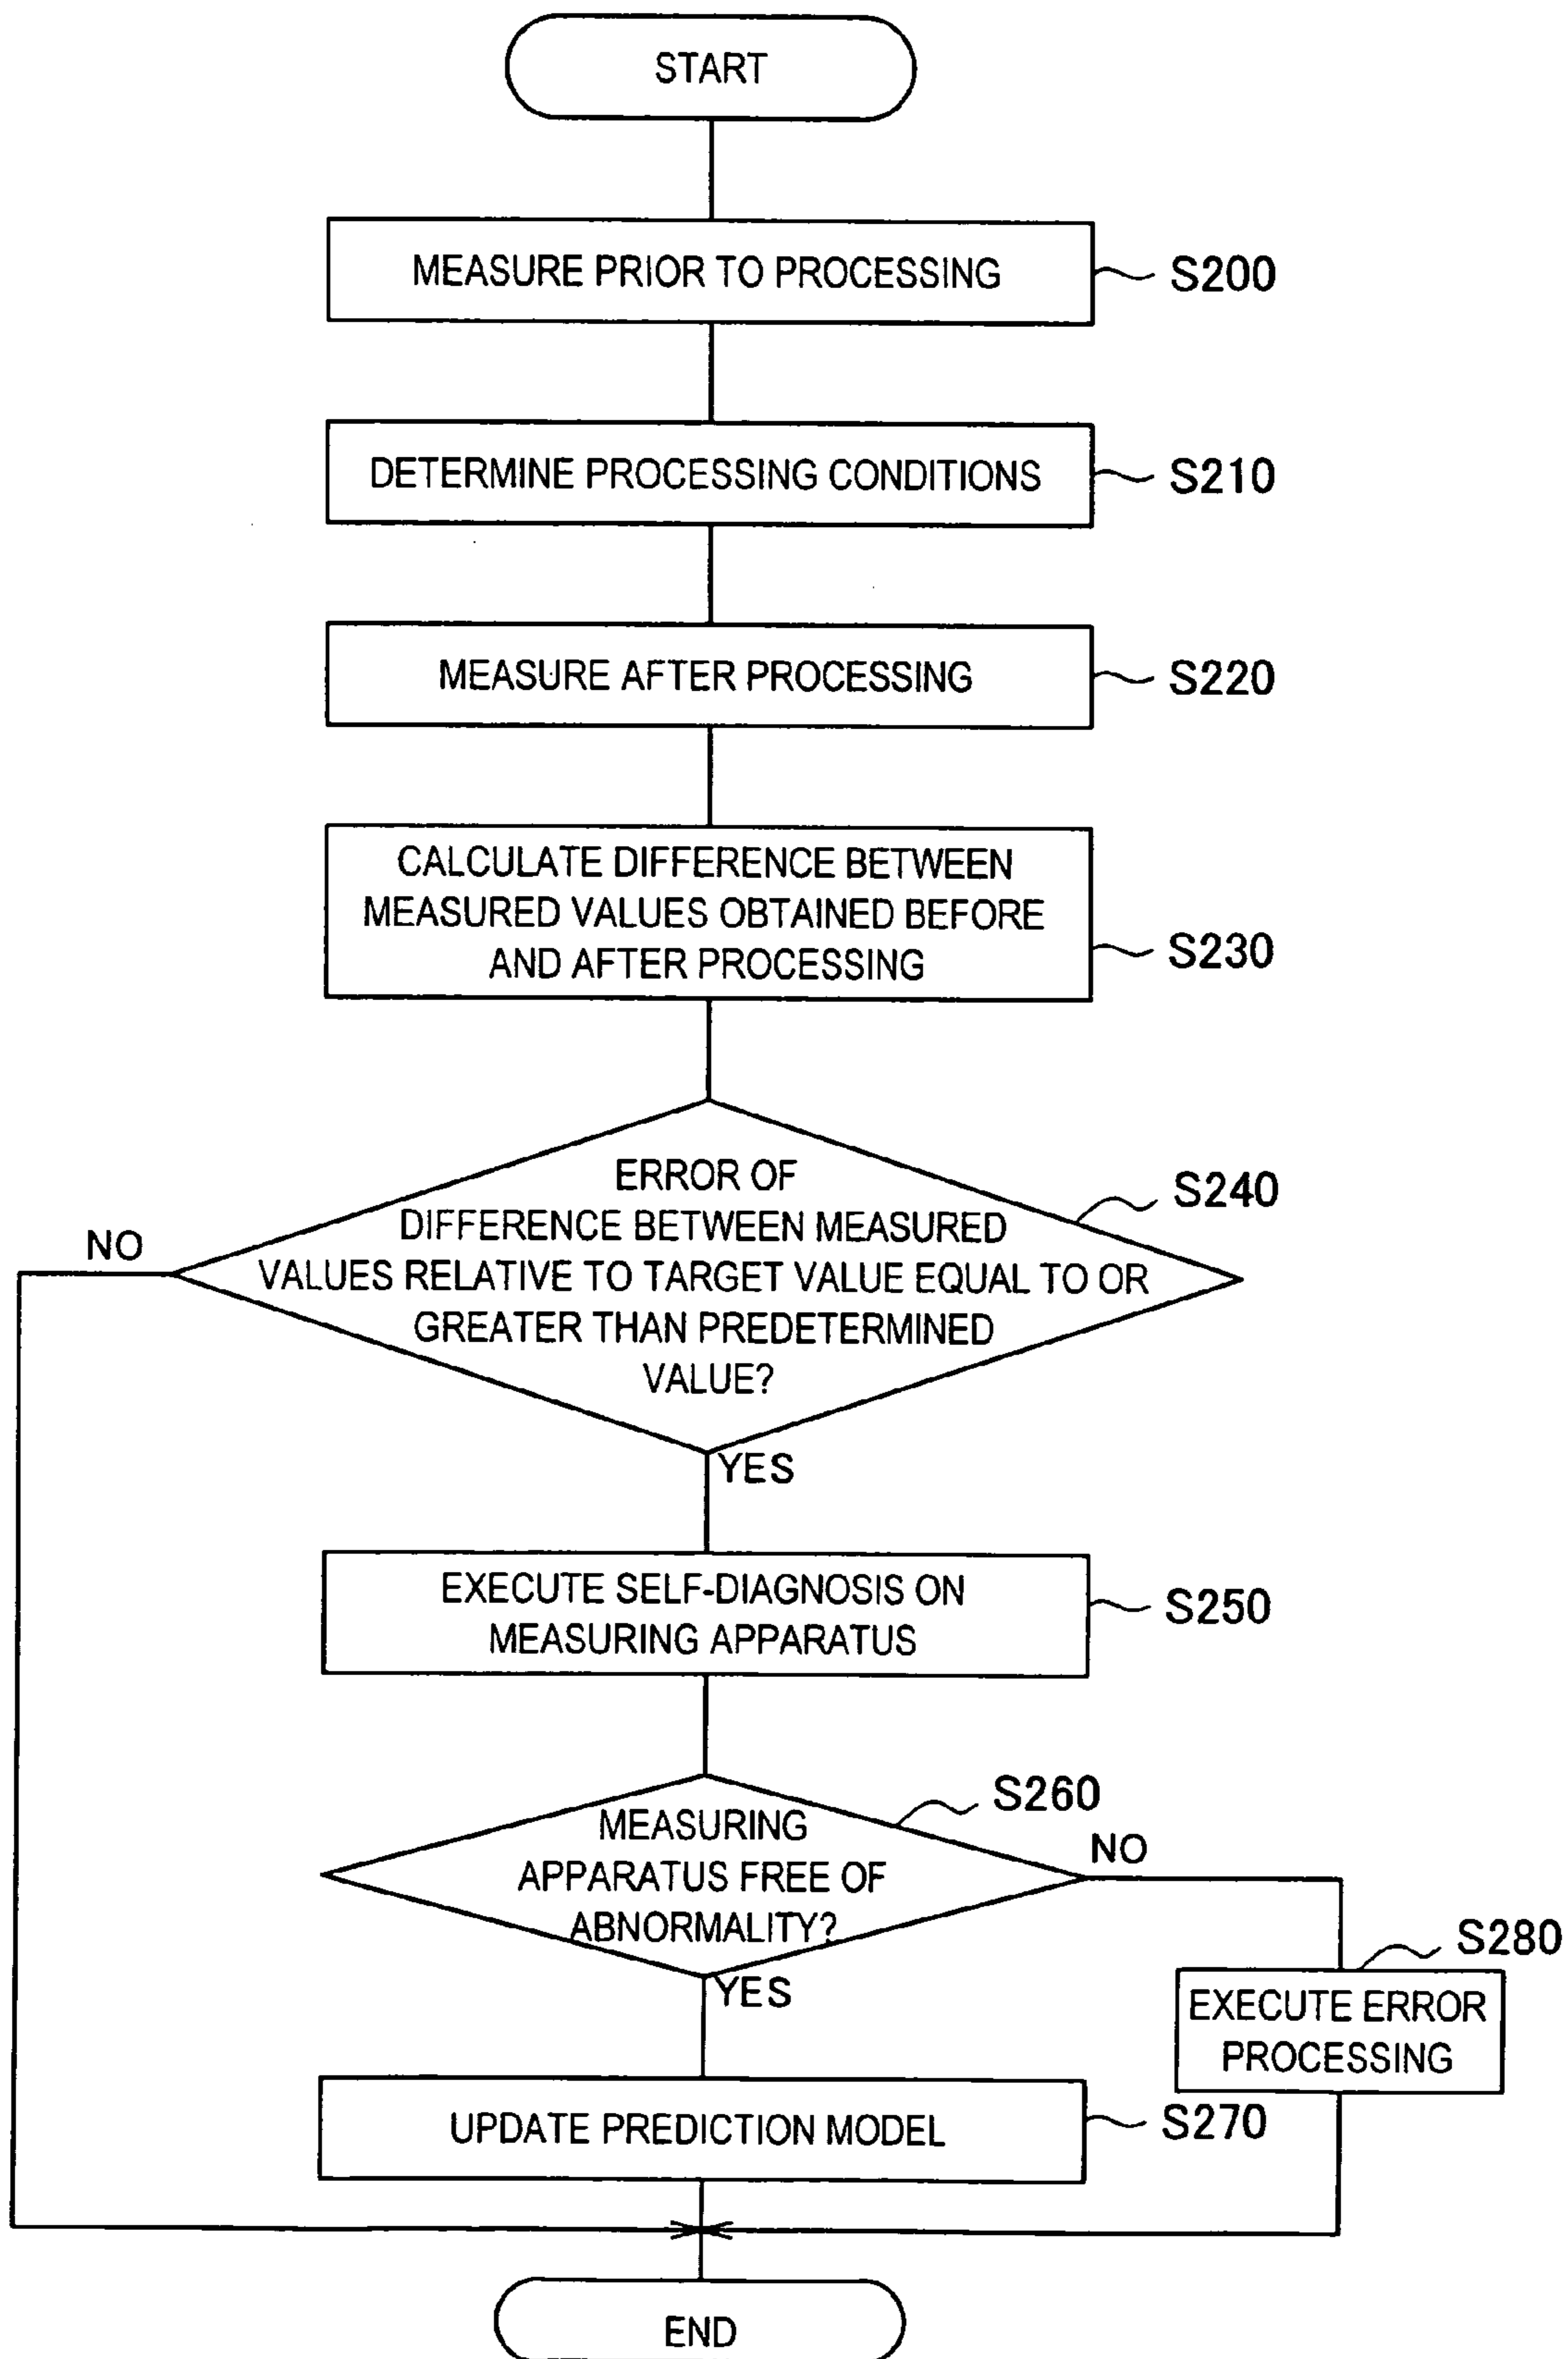 START
MEASURE PRIOR TO PROCESSING
S200
DETERMINE PROCESSING CONDITIONS
S210
MEASURE AFTER PROCESSING
S220
CALCULATE DIFFERENCE BETWEEN
MEASURED VALUES OBTAINED BEFORE
AND AFTER PROCESSING
S230
ERROR OF
DIFFERENCE BETWEEN MEASURED
VALUES RELATIVE TO TARGET VALUE EQUAL TO OR
GREATER THAN PREDETERMINED
VALUE?
S240
NO
YES
EXECUTE SELF-DIAGNOSIS ON
MEASURING APPARATUS
S250
MEASURING
APPARATUS FREE OF
ABNORMALITY?
S260
NO
YES
EXECUTE ERROR
PROCESSING
S280
UPDATE PREDICTION MODEL
S270
END